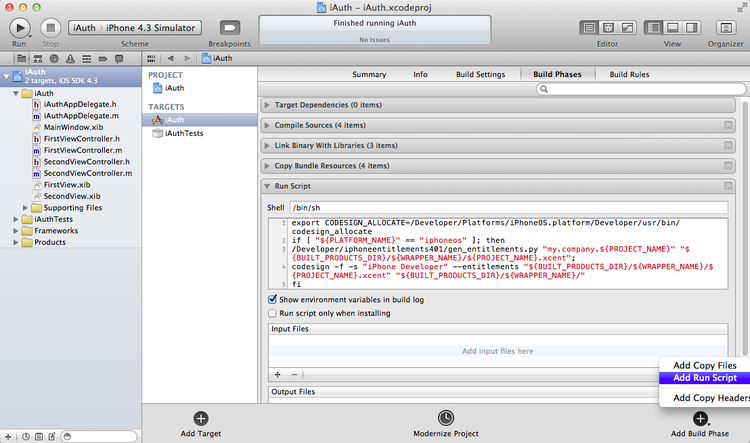 iAuth – iAuth.xcodeproj
Run
Stop
iAuth
iPhone 4.3 Simulator
Scheme
Breakpoints
Finished running iAuth
No Issues
Editor
View
Organizer
iAuth
iAuth
2 targets, iOS SDK 4.3
iAuth
iAuthAppDelegate.h
iAuthAppDelegate.m
MainWindow.xib
FirstViewController.h
FirstViewController.m
SecondViewController.h
SecondViewController.m
FirstView.xib
SecondView.xib
Supporting Files
iAuthTests
Frameworks
Products
PROJECT
iAuth
TARGETS
iAuth
iAuthTests
Summary
Info
Build Settings
Build Phases
Build Rules
Target Dependencies (0 items)
Compile Sources (4 items)
Link Binary With Libraries (3 items)
Copy Bundle Resources (4 items)
Run Script
Shell /bin/sh
1 export CODESIGN_ALLOCATE=/Developer/Platforms/iPhoneOS.platform/Developer/usr/bin/
codesign_allocate
2 if [ "${PLATFORM_NAME}" == "iphoneos" ]; then
3 /Developer/iphoneentitlements401/gen_entitlements.py "my.company.${PROJECT_NAME}" "$
{BUILT_PRODUCTS_DIR}/${WRAPPER_NAME}/${PROJECT_NAME}.xcent";
4 codesign -f -s "iPhone Developer" --entitlements "${BUILT_PRODUCTS_DIR}/${WRAPPER_NAME}/$
{PROJECT_NAME}.xcent" "${BUILT_PRODUCTS_DIR}/${WRAPPER_NAME}/"
5 fi
Show environment variables in build log
Run script only when installing
Input Files
Add input files here
Output Files
Add Copy Files
Add Run Script
Add Copy Headers
Add Target
Modernize Project
Add Build Phase